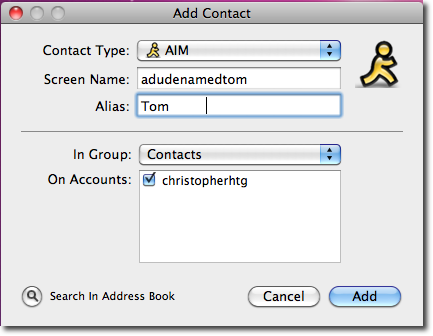 Add Contact
Contact Type: AIM
Screen Name: adudenamedtom
Alias: Tom
In Group: Contacts
On Accounts: christopherhtg
Search In Address Book Cancel Add